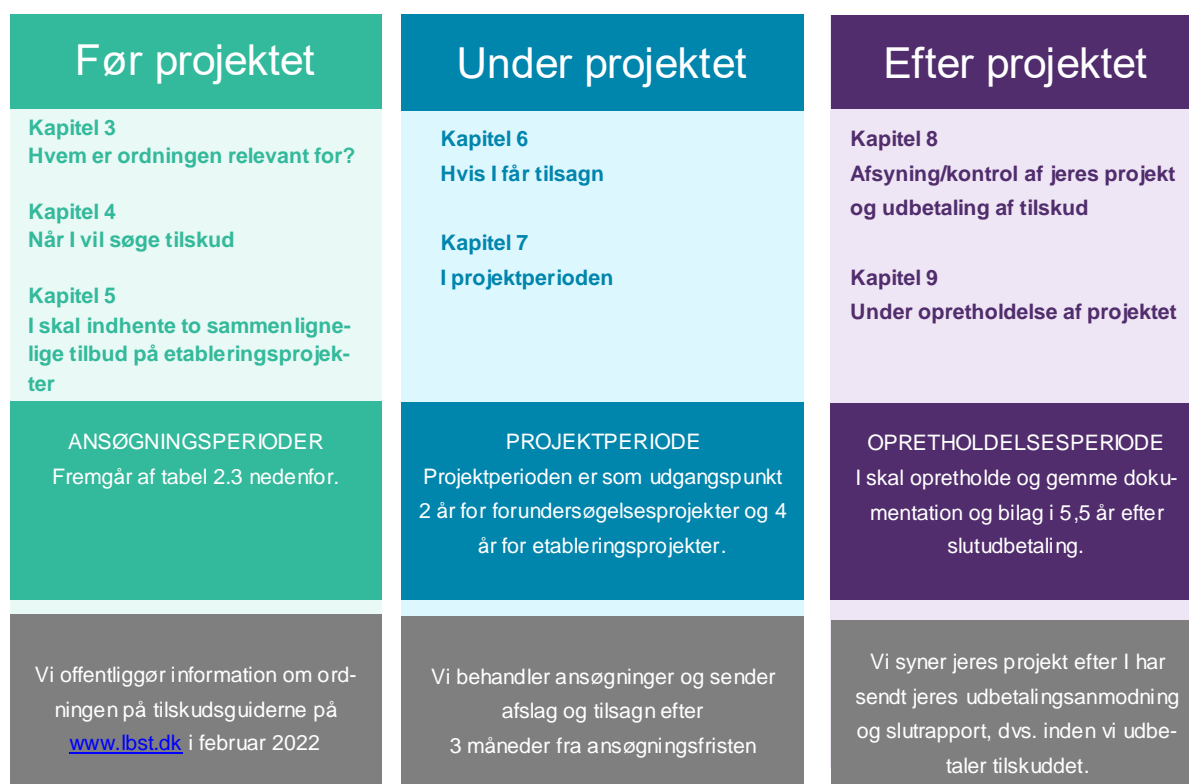 Før projektet
Kapitel 3
Hvem er ordningen relevant for?
Kapitel 4
Når I vil søge tilskud
Kapitel 5
I skal indhente to sammenligne-
lige tilbud på etableringsprojek-
ter
ANSØGNINGSPERIODER
Fremgår af tabel 2.3 nedenfor.
Vi offentliggør information om ord-
ningen på tilskudsguiderne på
www.lbst.dk i februar 2022
Under projektet
Kapitel 6
Hvis I får tilsagn
Kapitel 7
I projektperioden
PROJEKTPERIODE
Projektperioden er som udgangspunkt
2 år for forundersøgelsesprojekter og 4
år for etableringsprojekter.
Vi behandler ansøgninger og sender
afslag og tilsagn efter
3 måneder fra ansøgningsfristen
Efter projektet
Kapitel 8
Afsyning/kontrol af jeres projekt
og udbetaling af tilskud
Kapitel 9
Under opretholdelse af projektet
OPRETHOLDELSESPERIODE
I skal opretholde og gemme doku-
mentation og bilag i 5,5 år efter
slutudbetaling.
Vi syner jeres projekt efter I har
sendt jeres udbetalingsanmodning
og slutrapport, dvs. inden vi udbe-
taler tilskuddet.